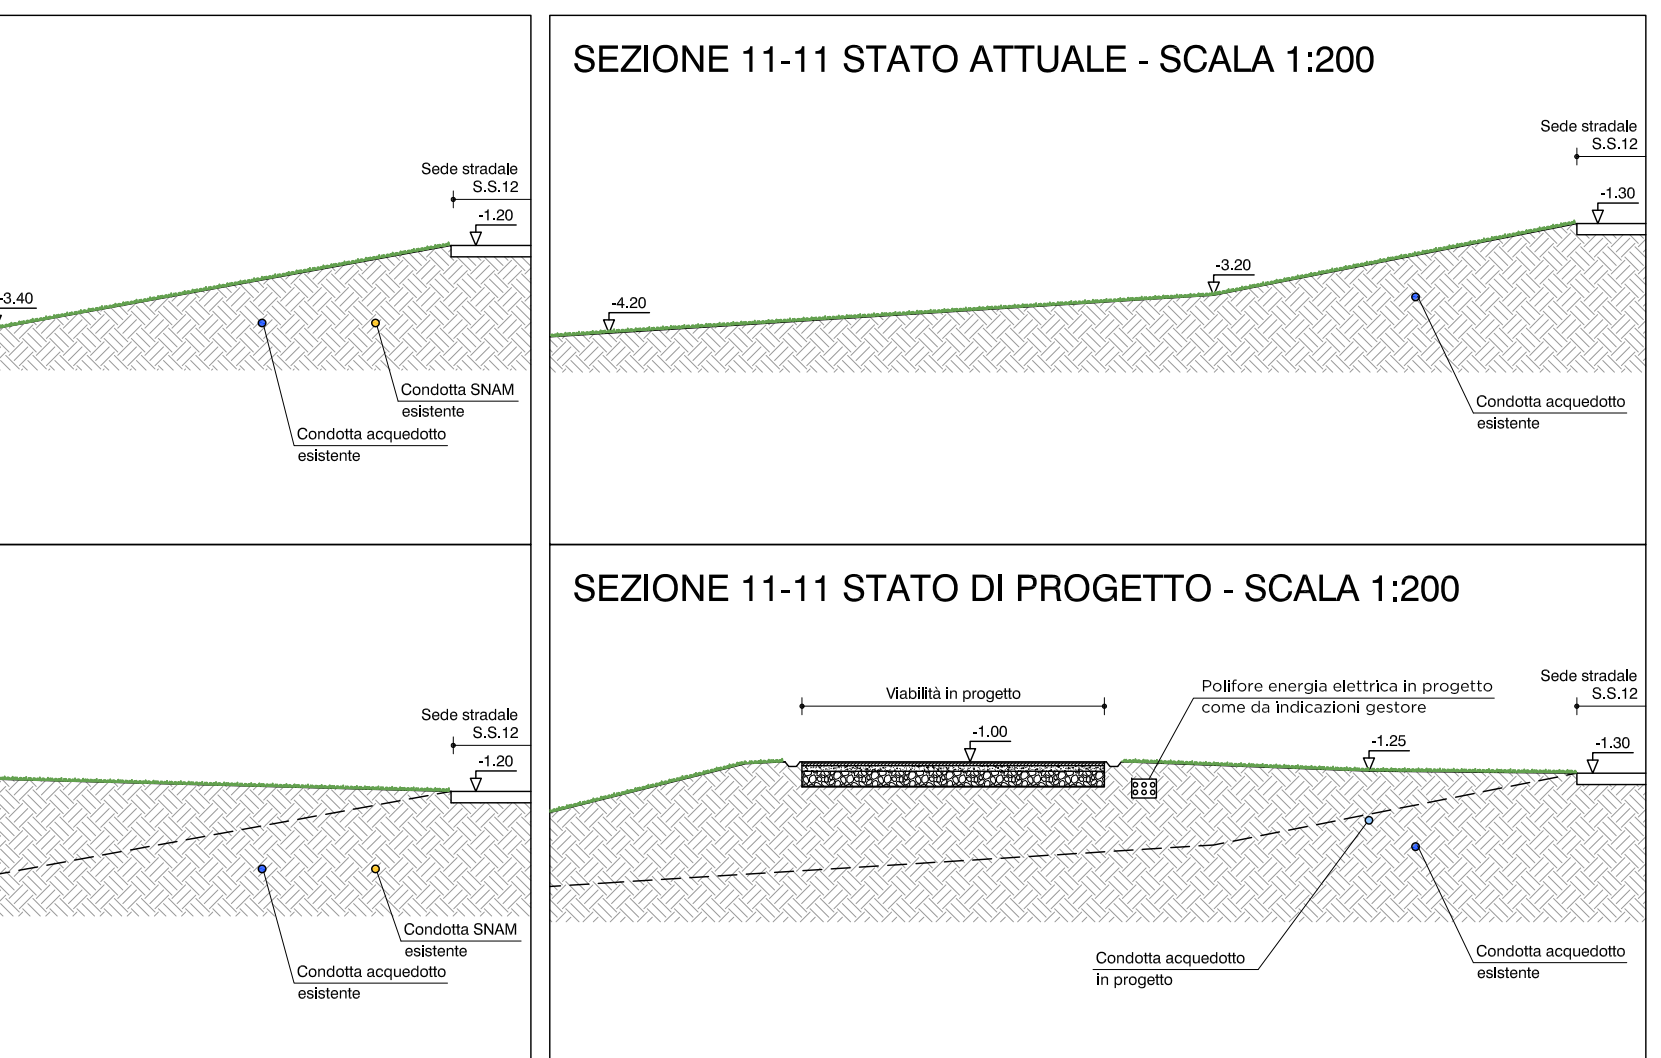 Sede stradale
S.S.12
-1.20
-3.40
Condotta SNAM
esistente
Condotta acquedotto
esistente
SEZIONE 11-11 STATO ATTUALE - SCALA 1:200
Sede stradale
S.S.12
-1.30
-3.20
-4.20
Condotta acquedotto
esistente
Sede stradale
S.S.12
-1.20
Condotta SNAM
esistente
Condotta acquedotto
esistente
SEZIONE 11-11 STATO DI PROGETTO - SCALA 1:200
Viabilità in progetto
Polifore energia elettrica in progetto
come da indicazioni gestore
Sede stradale
S.S.12
-1.00
-1.25
-1.30
Condotta acquedotto
in progetto
Condotta acquedotto
esistente